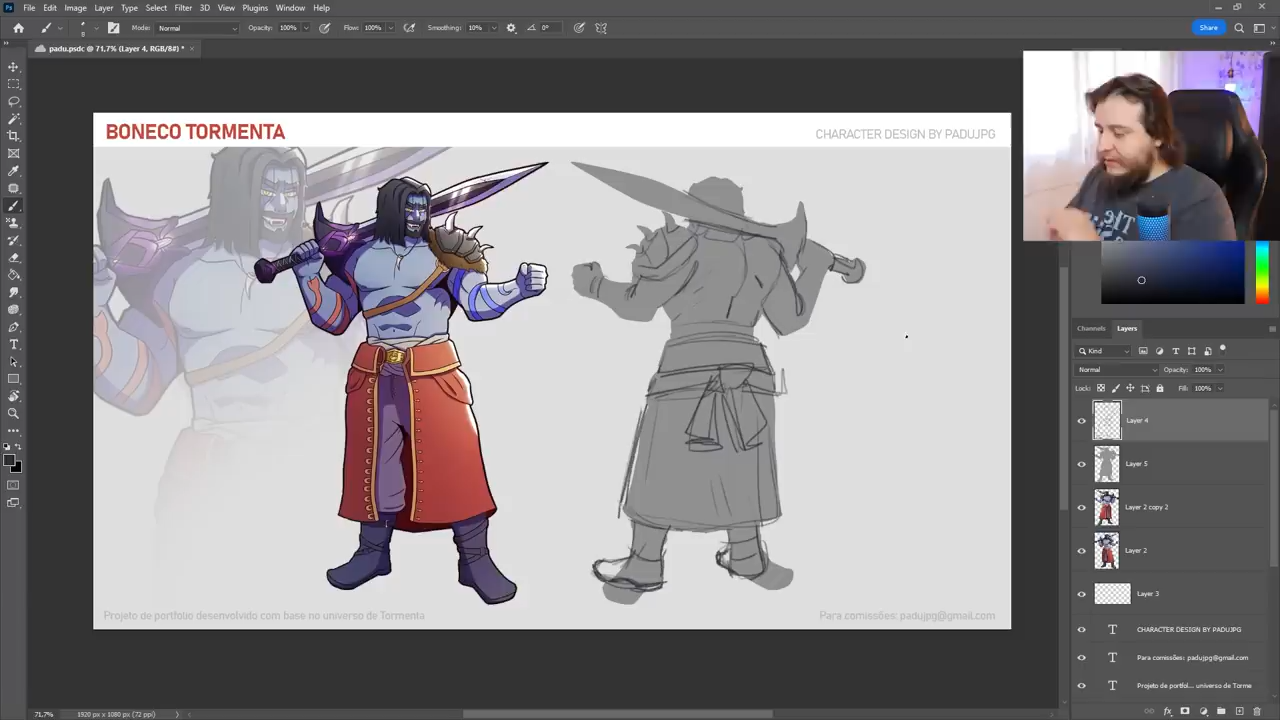 File Edit Image Layer Type Select Filter 3D View Plugins Window Help
Mode: Normal Opacity: 100% Flow: 100% Smoothing: 10% 0° Share
padu.psdc @ 71,7% (Layer 4, RGB/8#) *
BONECO TORMENTA
CHARACTER DESIGN BY PADUJPG
Channels Layers
Kind
Normal Opacity: 100%
Lock: Fill: 100%
Layer 4
Layer 5
Layer 2 copy 2
Layer 2
Layer 3
CHARACTER DESIGN BY PADUJPG
Para comissões: padujpg@gmail.com
Projeto de portfol... universo de Torme
Projeto de portfolio desenvolvido com base no universo de Tormenta
Para comissões: padujpg@gmail.com
71,7% 1920 px x 1080 px (72 ppi)